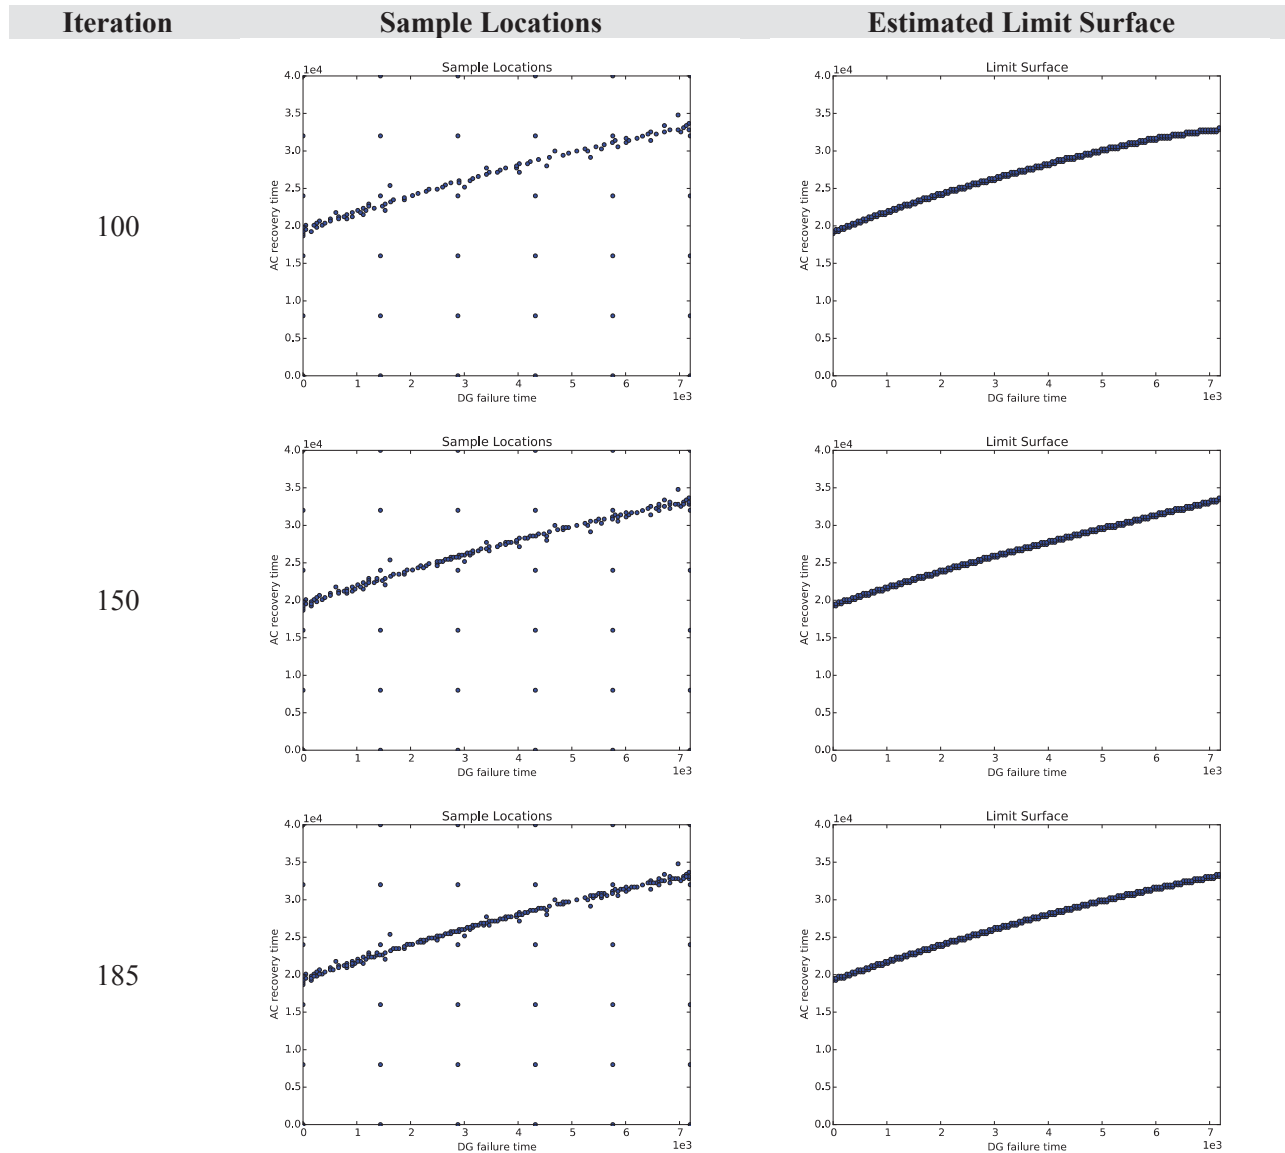 Iteration Sample Locations Estimated Limit Surface
100
Sample Locations
1e4
4.0
3.5
3.0
2.5
2.0
1.5
1.0
0.5
0.0
AC recovery time
0 1 2 3 4 5 6 7
1e3
DG failure time
Limit Surface
1e4
4.0
3.5
3.0
2.5
2.0
1.5
1.0
0.5
0.0
AC recovery time
0 1 2 3 4 5 6 7
1e3
DG failure time
150
Sample Locations
1e4
4.0
3.5
3.0
2.5
2.0
1.5
1.0
0.5
0.0
AC recovery time
0 1 2 3 4 5 6 7
1e3
DG failure time
Limit Surface
1e4
4.0
3.5
3.0
2.5
2.0
1.5
1.0
0.5
0.0
AC recovery time
0 1 2 3 4 5 6 7
1e3
DG failure time
185
Sample Locations
1e4
4.0
3.5
3.0
2.5
2.0
1.5
1.0
0.5
0.0
AC recovery time
0 1 2 3 4 5 6 7
1e3
DG failure time
Limit Surface
1e4
4.0
3.5
3.0
2.5
2.0
1.5
1.0
0.5
0.0
AC recovery time
0 1 2 3 4 5 6 7
1e3
DG failure time